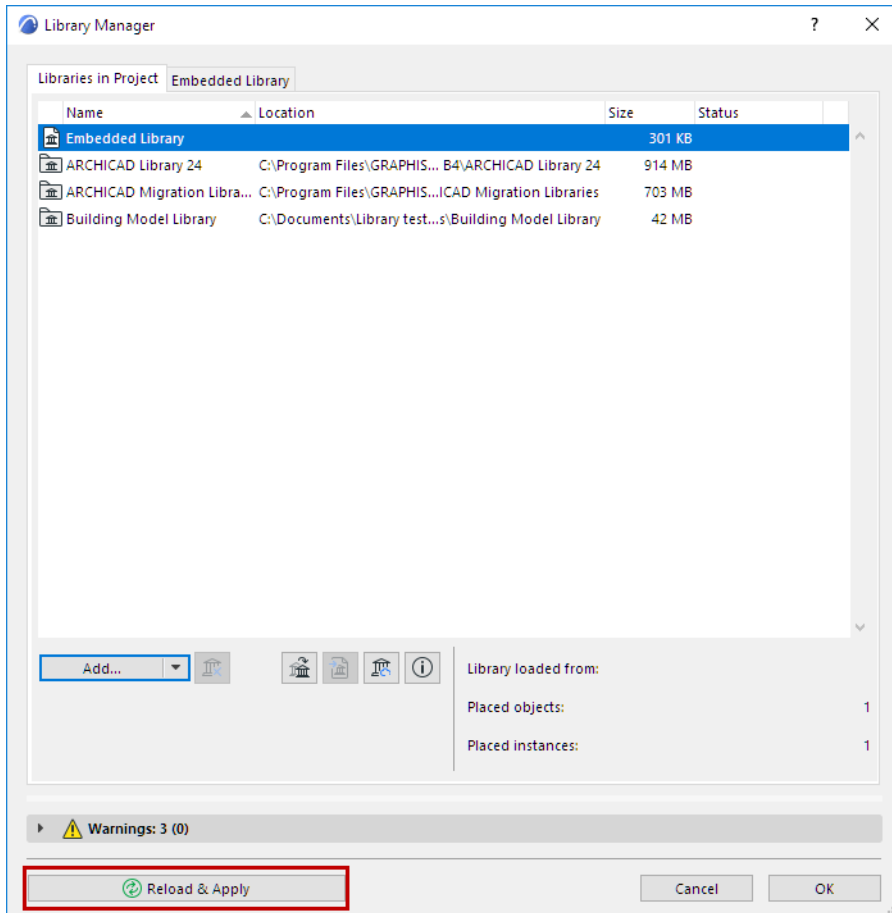 Library Manager
Libraries in Project Embedded Library
Name Location Size Status
Embedded Library 301 KB
ARCHICAD Library 24 C:\Program Files\GRAPHIS... B4\ARCHICAD Library 24 914 MB
ARCHICAD Migration Libra... C:\Program Files\GRAPHIS...ICAD Migration Libraries 703 MB
Building Model Library C:\Documents\Library test...s\Building Model Library 42 MB
Add... Library loaded from:
Placed objects: 1
Placed instances: 1
Warnings: 3 (0)
Reload & Apply Cancel OK